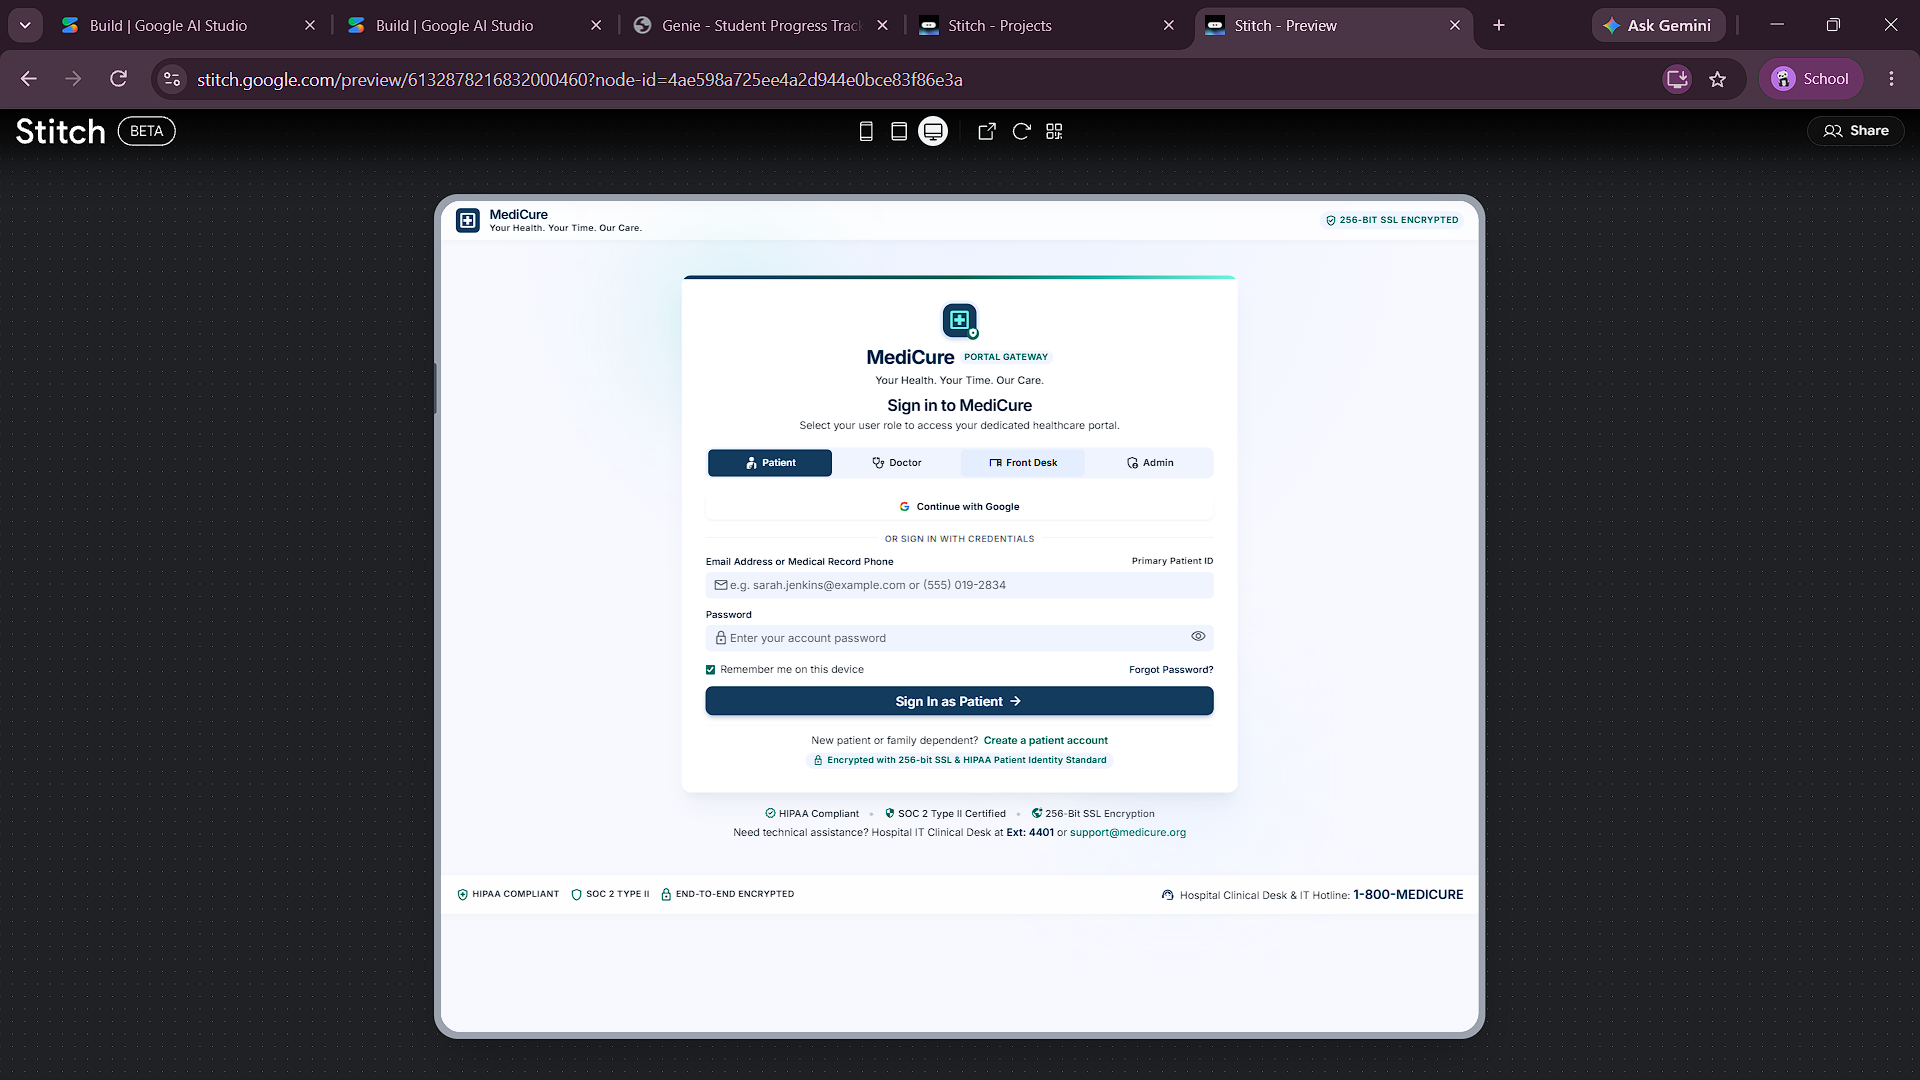 Build | Google AI Studio
Build | Google AI Studio
Genie - Student Progress Trac
Stitch - Projects
Stitch - Preview
Ask Gemini
stitch.google.com/preview/6132878216832000460?node-id=4ae598a725ee4a2d944e0bce83f86e3a
School
Stitch BETA
Share
MediCure
Your Health. Your Time. Our Care.
256-BIT SSL ENCRYPTED
MediCure PORTAL GATEWAY
Your Health. Your Time. Our Care.
Sign in to MediCure
Select your user role to access your dedicated healthcare portal.
Patient Doctor Front Desk Admin
Continue with Google
OR SIGN IN WITH CREDENTIALS
Email Address or Medical Record Phone Primary Patient ID
e.g. sarah.jenkins@example.com or (555) 019-2834
Password
Enter your account password
Remember me on this device Forgot Password?
Sign In as Patient →
New patient or family dependent? Create a patient account
Encrypted with 256-bit SSL & HIPAA Patient Identity Standard
HIPAA Compliant • SOC 2 Type II Certified • 256-Bit SSL Encryption
Need technical assistance? Hospital IT Clinical Desk at Ext: 4401 or support@medicure.org
HIPAA COMPLIANT SOC 2 TYPE II END-TO-END ENCRYPTED
Hospital Clinical Desk & IT Hotline: 1-800-MEDICURE